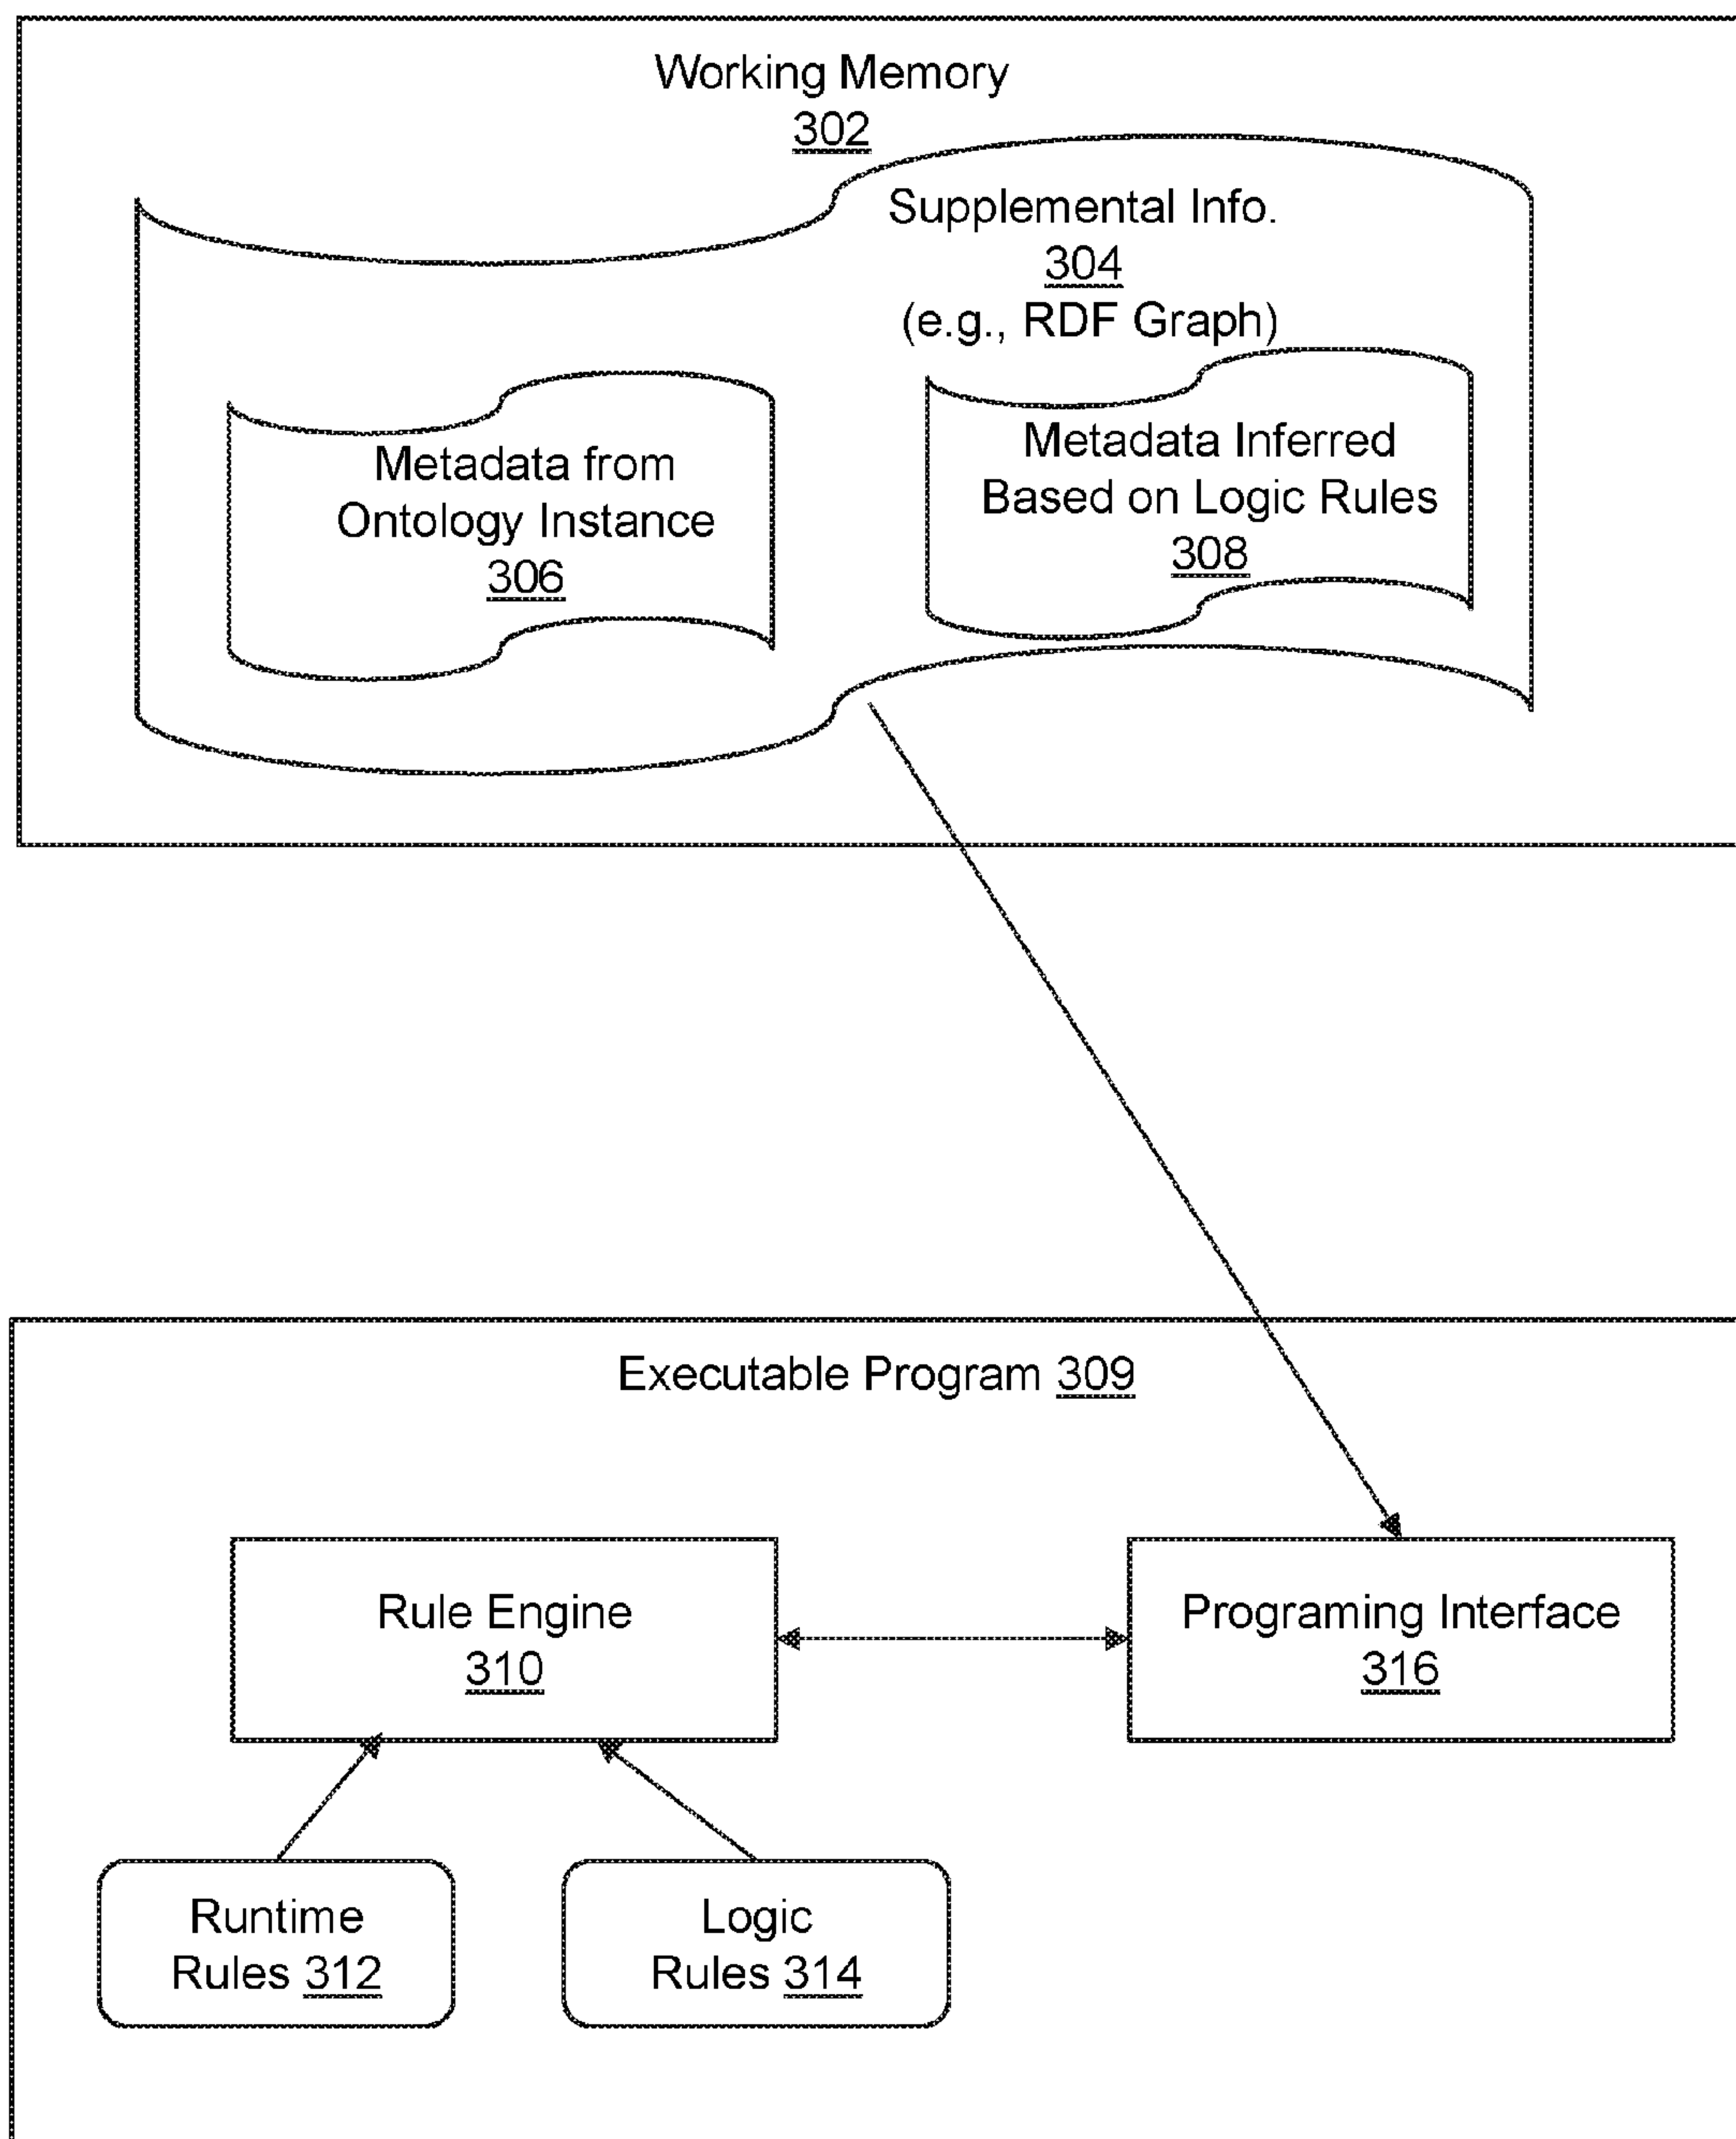 Working Memory
302
Supplemental Info.
304
(e.g., RDF Graph)
Metadata from
Ontology Instance
306
Metadata Inferred
Based on Logic Rules
308
Executable Program 309
Rule Engine
310
Programing Interface
316
Runtime
Rules 312
Logic
Rules 314